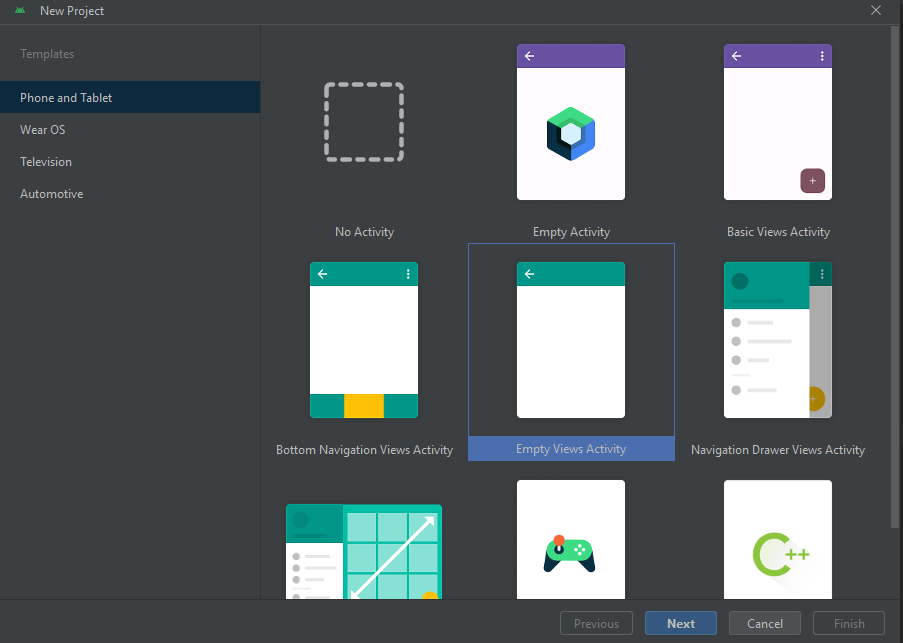 New Project
Templates
Phone and Tablet
Wear OS
Television
Automotive
No Activity
Empty Activity
Basic Views Activity
Bottom Navigation Views Activity
Empty Views Activity
Navigation Drawer Views Activity
C++
Previous
Next
Cancel
Finish